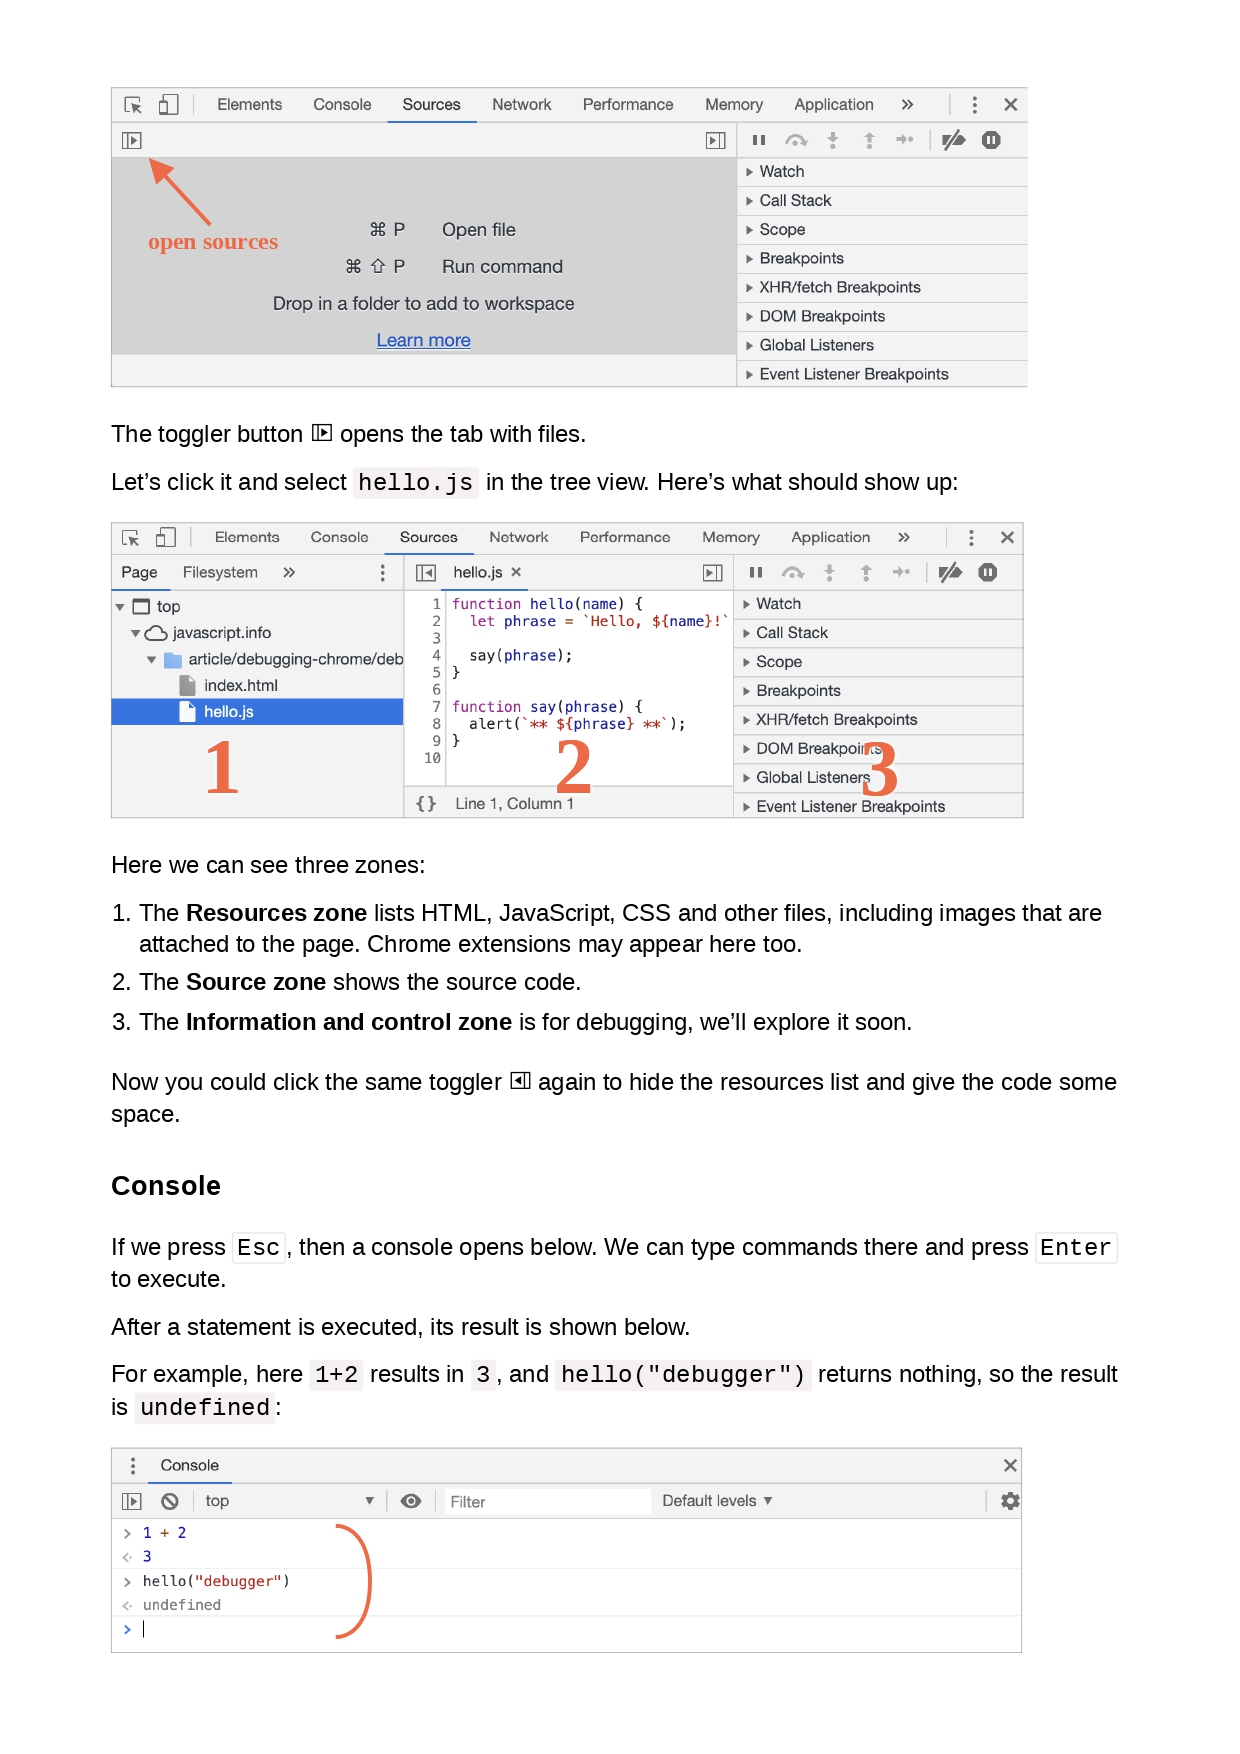 Elements Console Sources Network Performance Memory Application »
Watch
Call Stack
open sources
⌘ P Open file
Scope
⌘ ⇧ P Run command
Breakpoints
Drop in a folder to add to workspace
XHR/fetch Breakpoints
DOM Breakpoints
Learn more
Global Listeners
Event Listener Breakpoints
The toggler button opens the tab with files.
Let’s click it and select hello.js in the tree view. Here’s what should show up:
Elements Console Sources Network Performance Memory Application »
Page Filesystem » hello.js ×
top
javascript.info
article/debugging-chrome/deb
index.html
hello.js
1
1 function hello(name) {
2 let phrase = `Hello, ${name}!`
3
4 say(phrase);
5 }
6
7 function say(phrase) {
8 alert(`** ${phrase} **`);
9 }
10
2
{} Line 1, Column 1
Watch
Call Stack
Scope
Breakpoints
XHR/fetch Breakpoints
DOM Breakpoints
Global Listeners
3
Event Listener Breakpoints
Here we can see three zones:
1. The Resources zone lists HTML, JavaScript, CSS and other files, including images that are
attached to the page. Chrome extensions may appear here too.
2. The Source zone shows the source code.
3. The Information and control zone is for debugging, we’ll explore it soon.
Now you could click the same toggler again to hide the resources list and give the code some
space.
Console
If we press Esc, then a console opens below. We can type commands there and press Enter
to execute.
After a statement is executed, its result is shown below.
For example, here 1+2 results in 3, and hello("debugger") returns nothing, so the result
is undefined:
Console
top Filter Default levels ▼
> 1 + 2
3
> hello("debugger")
undefined
>